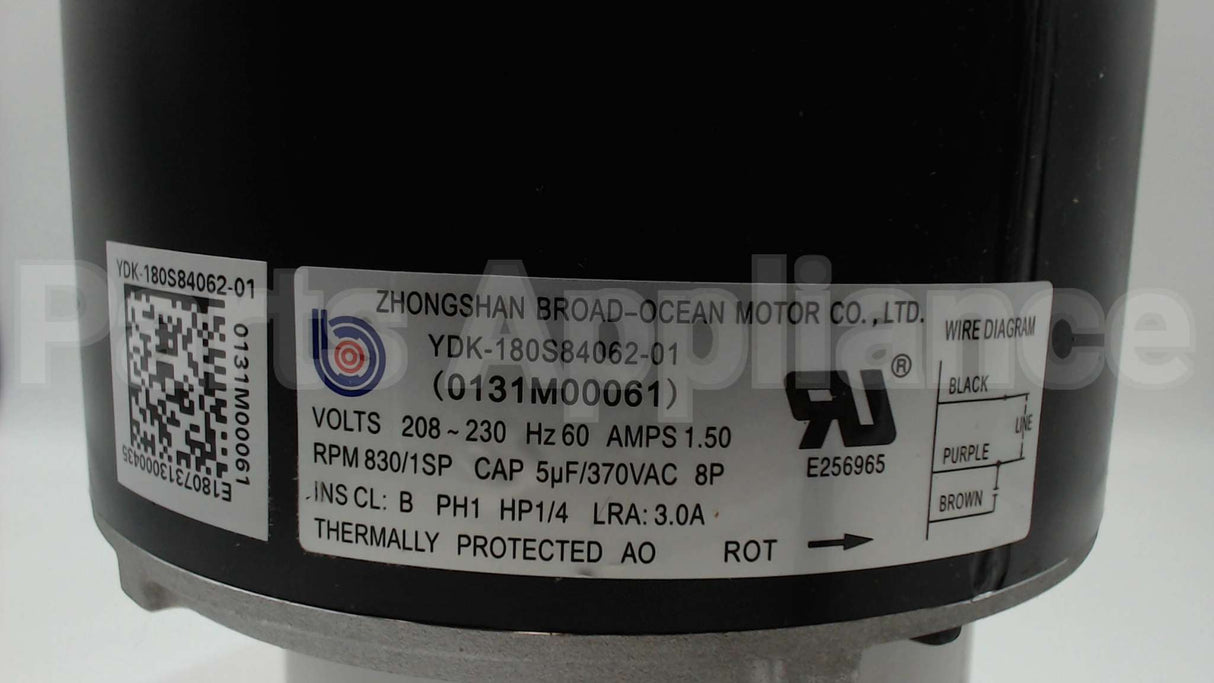 YDK-180S84062-01
0131M00061
E1807313000435
ZHONGSHAN BROAD-OCEAN MOTOR CO.,LTD.
YDK-180S84062-01
(0131M00061)
VOLTS 208~230 Hz 60 AMPS 1.50
RPM 830/1SP CAP 5µF/370VAC 8P
INS CL: B PH1 HP1/4 LRA: 3.0A
THERMALLY PROTECTED AO ROT
®
E256965
WIRE DIAGRAM
BLACK
LINE
PURPLE
BROWN
Parts Appliance